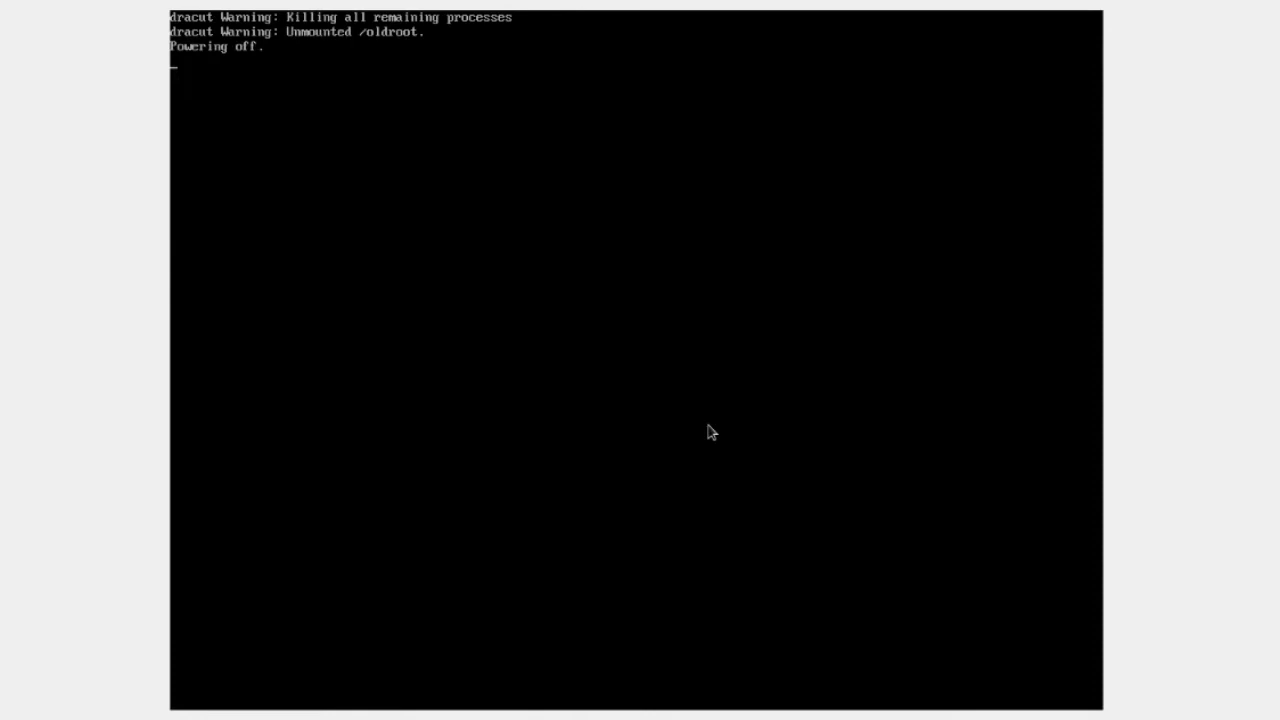 dracut Warning: Killing all remaining processes
dracut Warning: Unmounted /oldroot.
Powering off.